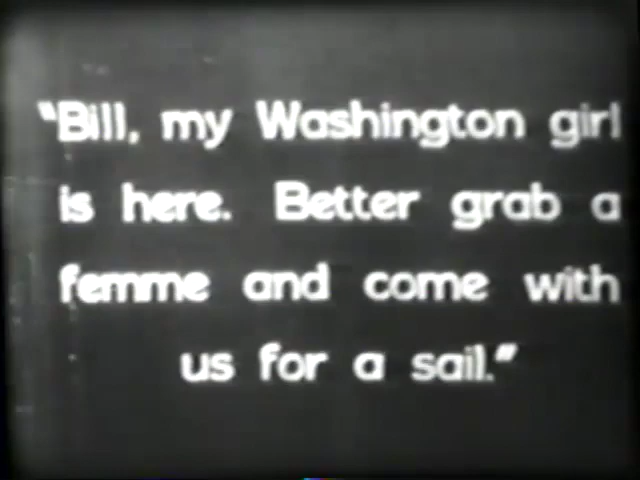 "Bill, my Washington girl
is here. Better grab a
femme and come with
us for a sail."